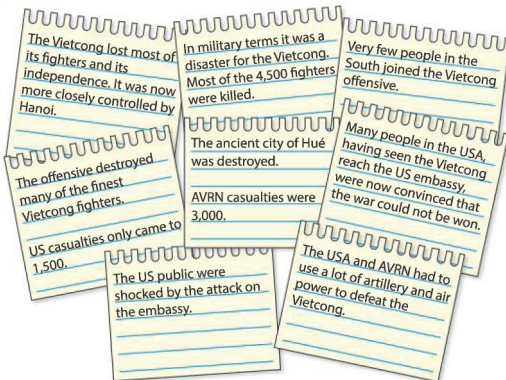 The Vietcong lost most of
its fighters and its
independence. It was now
more closely controlled by
Hanoi.
In military terms it was a
disaster for the Vietcong.
Most of the 4,500 fighters
were killed.
Very few people in the
South joined the Vietcong
offensive.
The offensive destroyed
many of the finest
Vietcong fighters.
US casualties only came to
1,500.
The ancient city of Hué
was destroyed.
AVRN casualties were
3,000.
Many people in the USA,
having seen the Vietcong
reach the US embassy,
were now convinced that
the war could not be won.
The US public were
shocked by the attack on
the embassy.
The USA and AVRN had to
use a lot of artillery and air
power to defeat the
Vietcong.